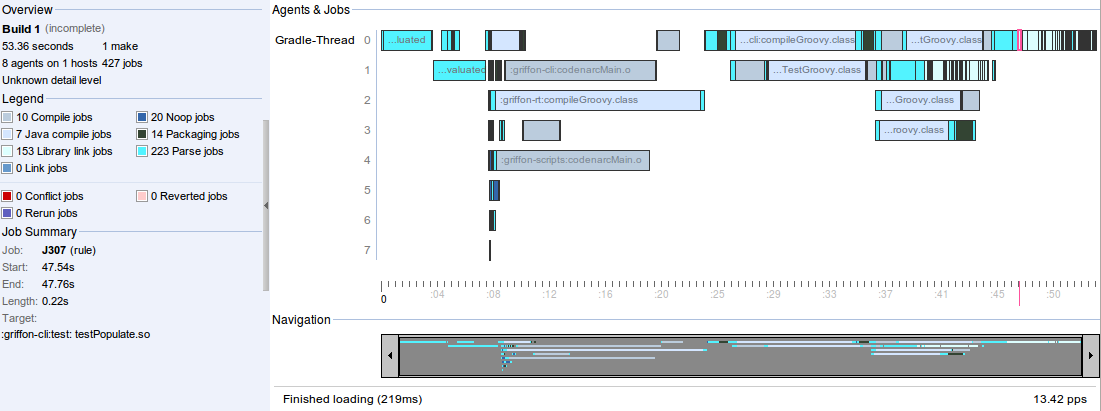 Overview
Build 1 (incomplete)
53.36 seconds 1 make
8 agents on 1 hosts 427 jobs
Unknown detail level
Legend
10 Compile jobs 20 Noop jobs
7 Java compile jobs 14 Packaging jobs
153 Library link jobs 223 Parse jobs
0 Link jobs
0 Conflict jobs 0 Reverted jobs
0 Rerun jobs
Job Summary
Job: J307 (rule)
Start: 47.54s
End: 47.76s
Length: 0.22s
Target:
:griffon-cli:test: testPopulate.so
Agents & Jobs
Gradle-Thread 0 ...luated ...cli:compileGroovy.class ...tGroovy.class
1 ...valuated :griffon-cli:codenarcMain.o ...TestGroovy.class
2 :griffon-rt:compileGroovy.class ...Groovy.class
3 ...roovy.class
4 :griffon-scripts:codenarcMain.o
5
6
7
0 :04 :08 :12 :16 :20 :25 :29 :33 :37 :41 :45 :50
Navigation
Finished loading (219ms) 13.42 pps